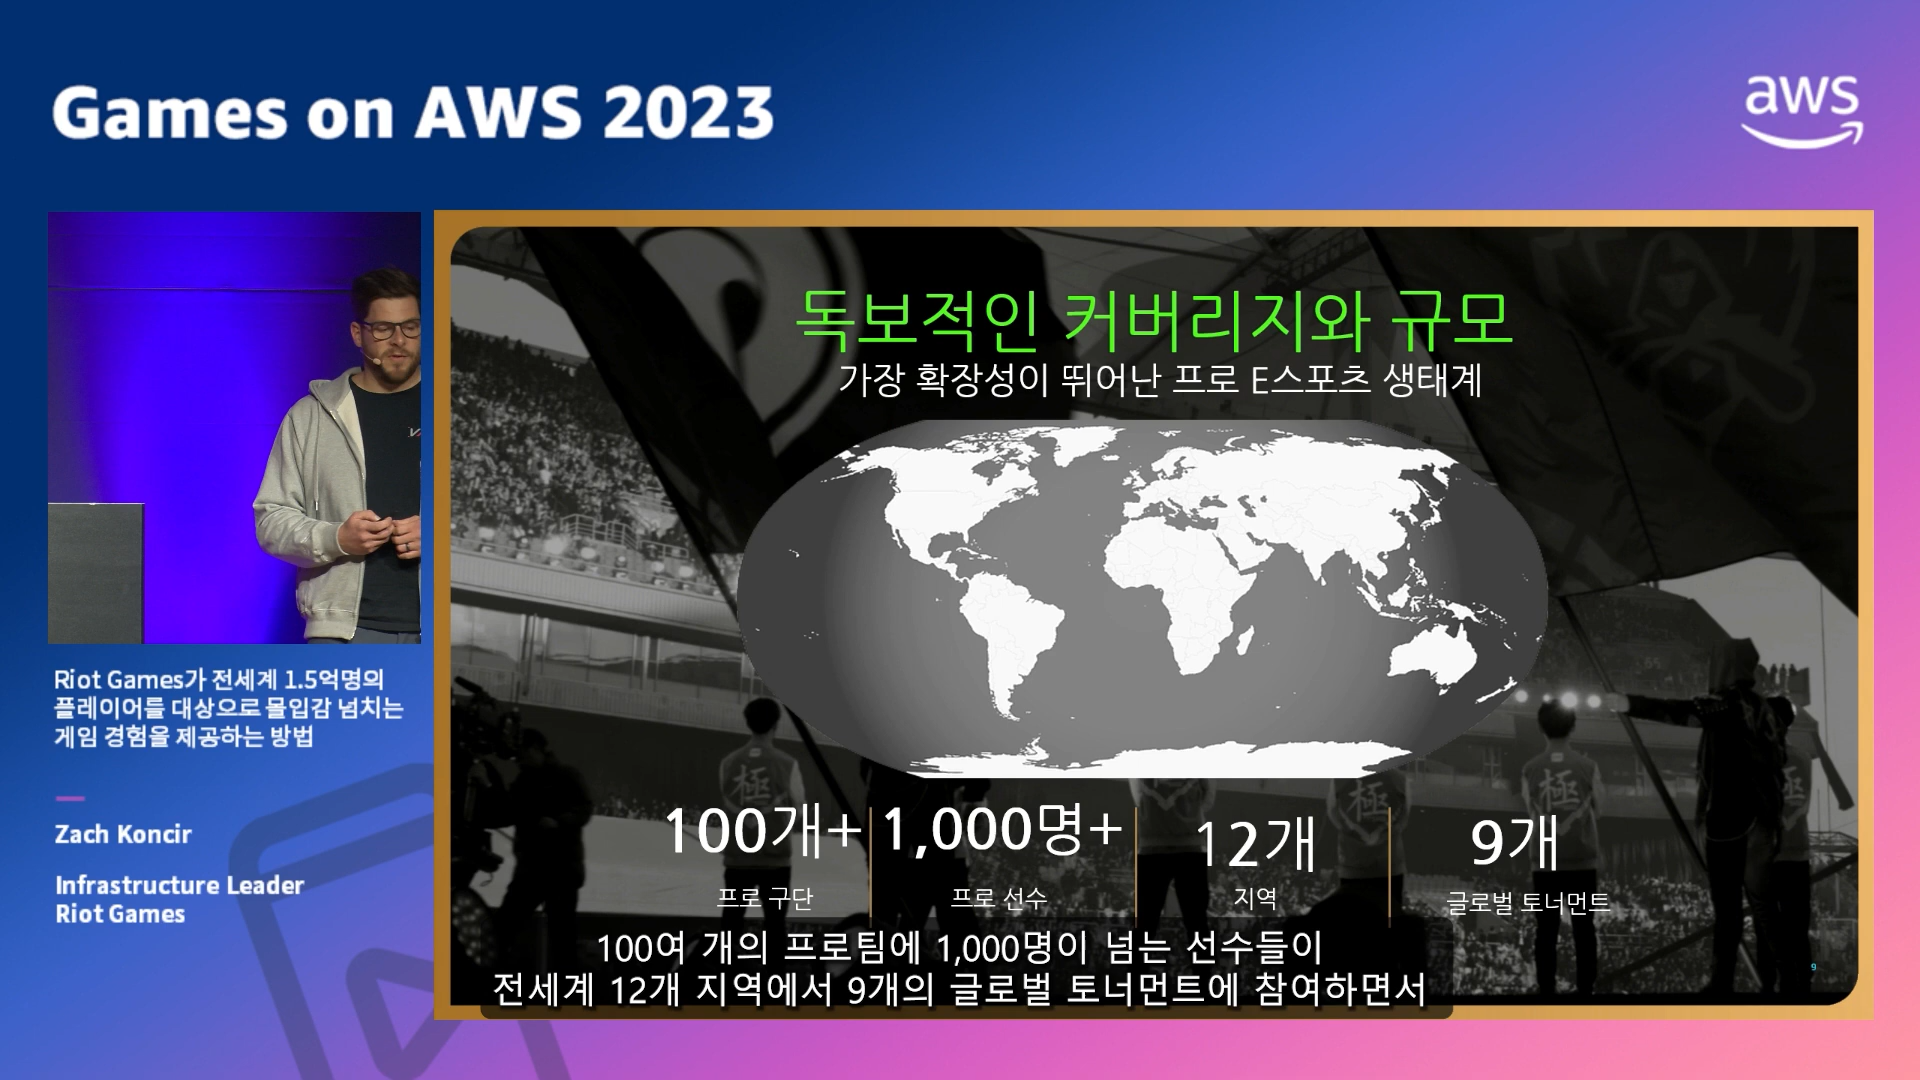 Games on AWS 2023
aws
Riot Games가 전세계 1.5억명의
플레이어를 대상으로 몰입감 넘치는
게임 경험을 제공하는 방법
Zach Koncir
Infrastructure Leader
Riot Games
독보적인 커버리지와 규모
가장 확장성이 뛰어난 프로 E스포츠 생태계
極
極
極
100개+
프로 구단
1,000명+
프로 선수
12개
지역
9개
글로벌 토너먼트
9
100여 개의 프로팀에 1,000명이 넘는 선수들이
전세계 12개 지역에서 9개의 글로벌 토너먼트에 참여하면서